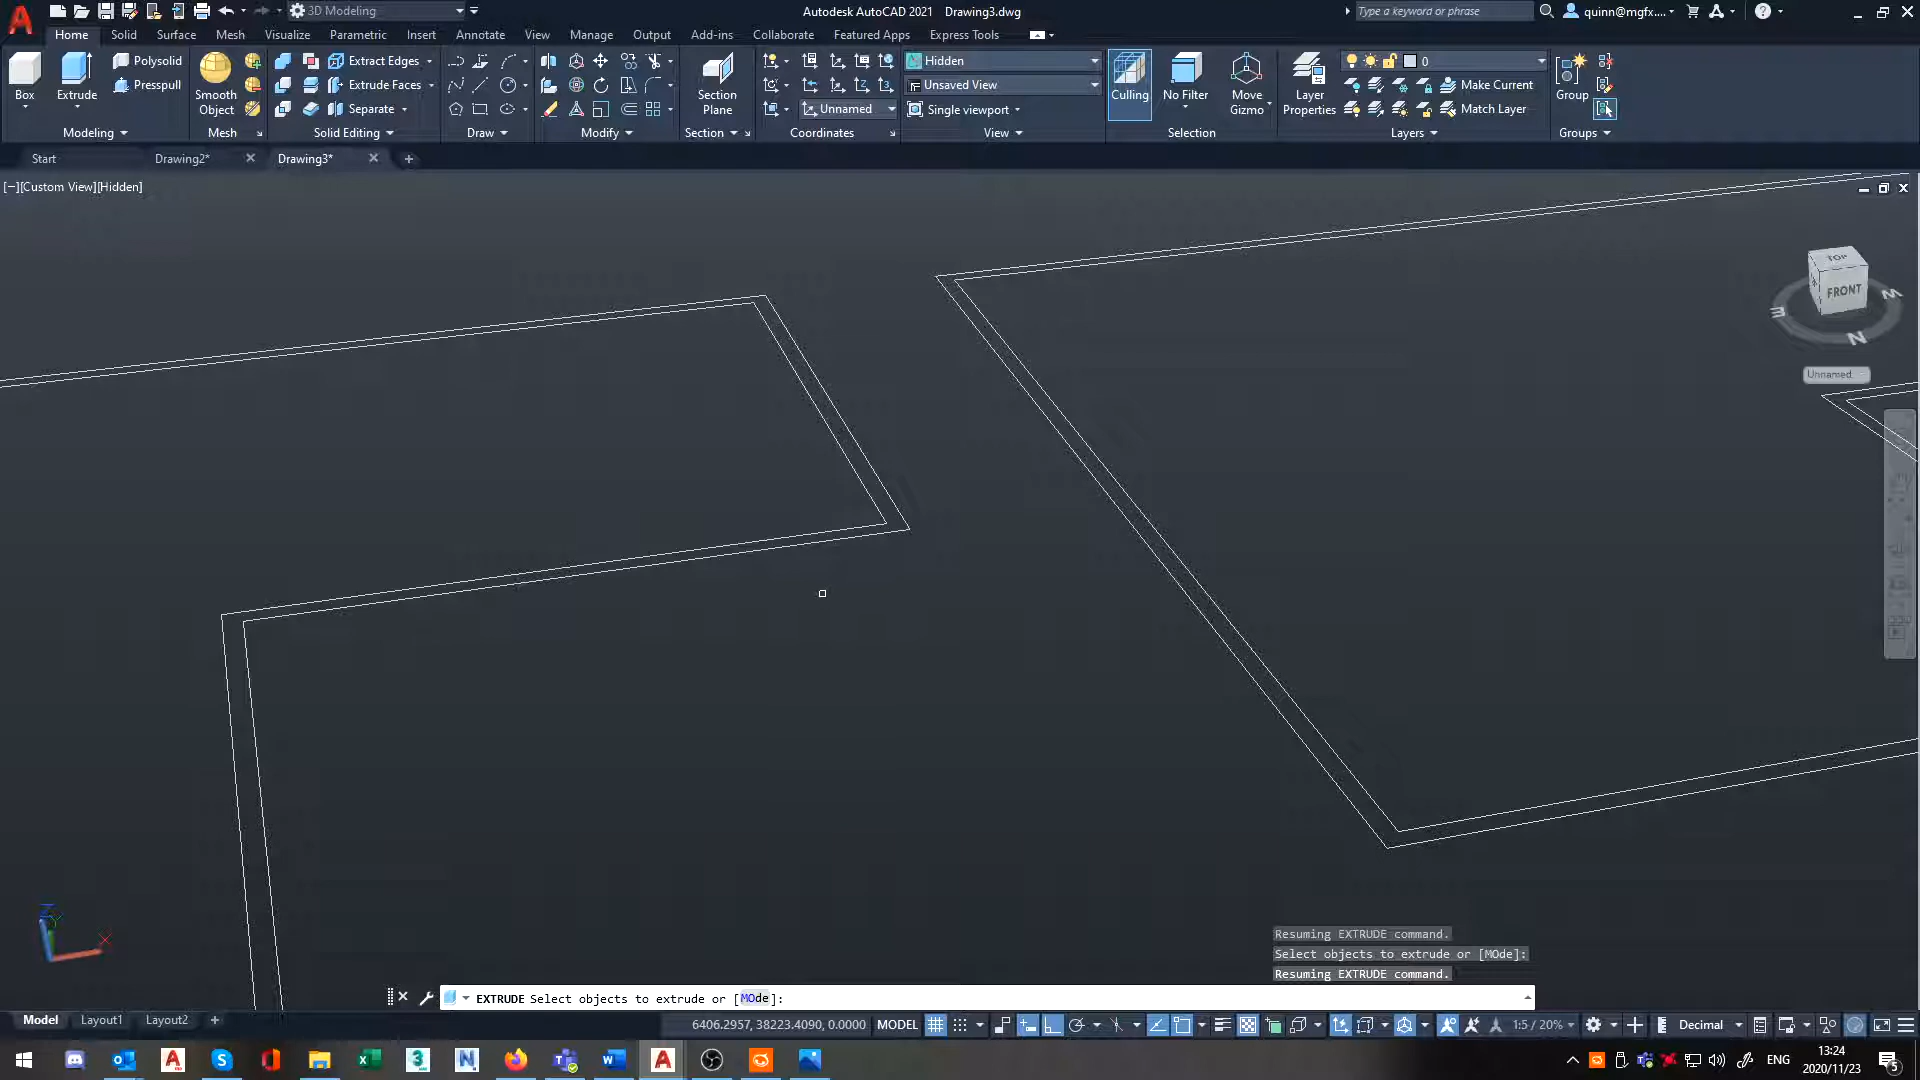 3D Modeling
Autodesk AutoCAD 2021 Drawing3.dwg
Type a keyword or phrase
quinn@mgfx....
Home Solid Surface Mesh Visualize Parametric Insert Annotate View Manage Output Add-ins Collaborate Featured Apps Express Tools
Box
Extrude
Polysolid
Presspull
Modeling
Smooth
Object
Mesh
Extract Edges
Extrude Faces
Separate
Solid Editing
Draw
Modify
Section
Plane
Section
Unnamed
Coordinates
Hidden
Unsaved View
Single viewport
View
Culling
No Filter
Move
Gizmo
Selection
Layer
Properties
0
Make Current
Match Layer
Layers
Group
Groups
Start Drawing2* Drawing3*
[−][Custom View][Hidden]
TOP
FRONT
E
N
W
Unnamed
Z
Y
X
Resuming EXTRUDE command.
Select objects to extrude or [MOde]:
Resuming EXTRUDE command.
EXTRUDE Select objects to extrude or [MOde]:
Model Layout1 Layout2 +
6406.2957, 38223.4090, 0.0000 MODEL 1:5 / 20% Decimal
ENG
13:24
2020/11/23
5